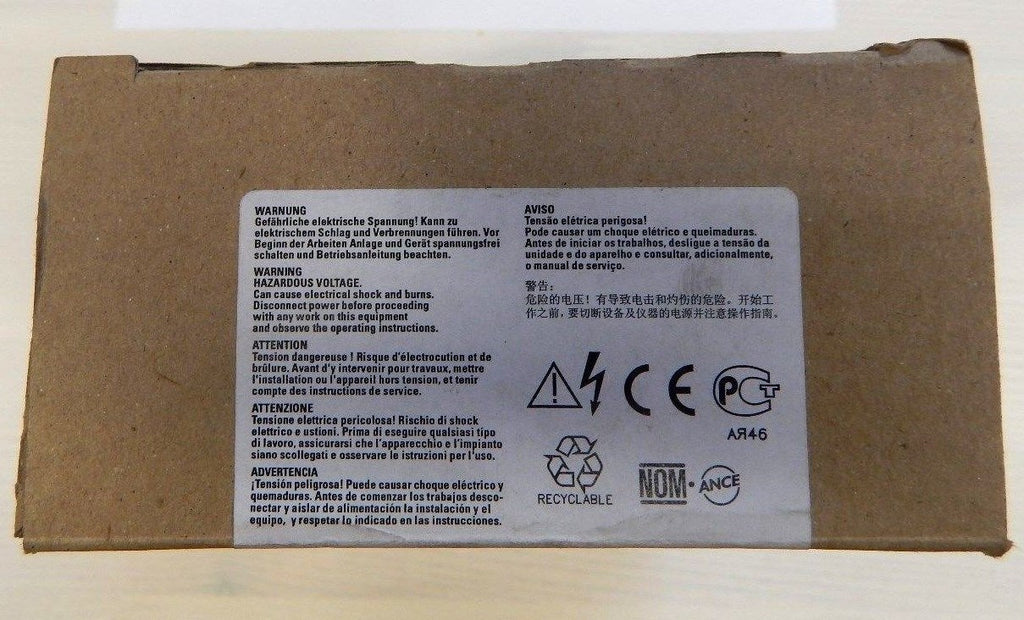 WARNUNG
Gefährliche elektrische Spannung! Kann zu
elektrischem Schlag und Verbrennungen führen. Vor
Beginn der Arbeiten Anlage und Gerät spannungsfrei
schalten und Betriebsanleitung beachten.
WARNING
HAZARDOUS VOLTAGE.
Can cause electrical shock and burns.
Disconnect power before proceeding
with any work on this equipment
and observe the operating instructions.
ATTENTION
Tension dangereuse ! Risque d'électrocution et de
brûlure. Avant d'y intervenir pour travaux, mettre
l'installation ou l'appareil hors tension, et tenir
compte des instructions de service.
ATTENZIONE
Tensione elettrica pericolosa! Rischio di shock
elettrico e ustioni. Prima di eseguire qualsiasi tipo
di lavoro, assicurarsi che l'apparecchio e l'impianto
siano scollegati e osservare le istruzioni per l'uso.
ADVERTENCIA
¡Tensión peligrosa! Puede causar choque eléctrico y
quemaduras. Antes de comenzar los trabajos desco-
nectar y aislar de alimentación la instalación y el
equipo, y respetar lo indicado en las instrucciones.
AVISO
Tensão elétrica perigosa!
Pode causar um choque elétrico e queimaduras.
Antes de iniciar os trabalhos, desligue a tensão da
unidade e do aparelho e consultar, adicionalmente,
o manual de serviço.
警告:
危险的电压! 有导致电击和灼伤的危险。开始工
作之前,要切断设备及仪器的电源并注意操作指南。
CE PCT
АЯ46
RECYCLABLE
NOM · ANCE